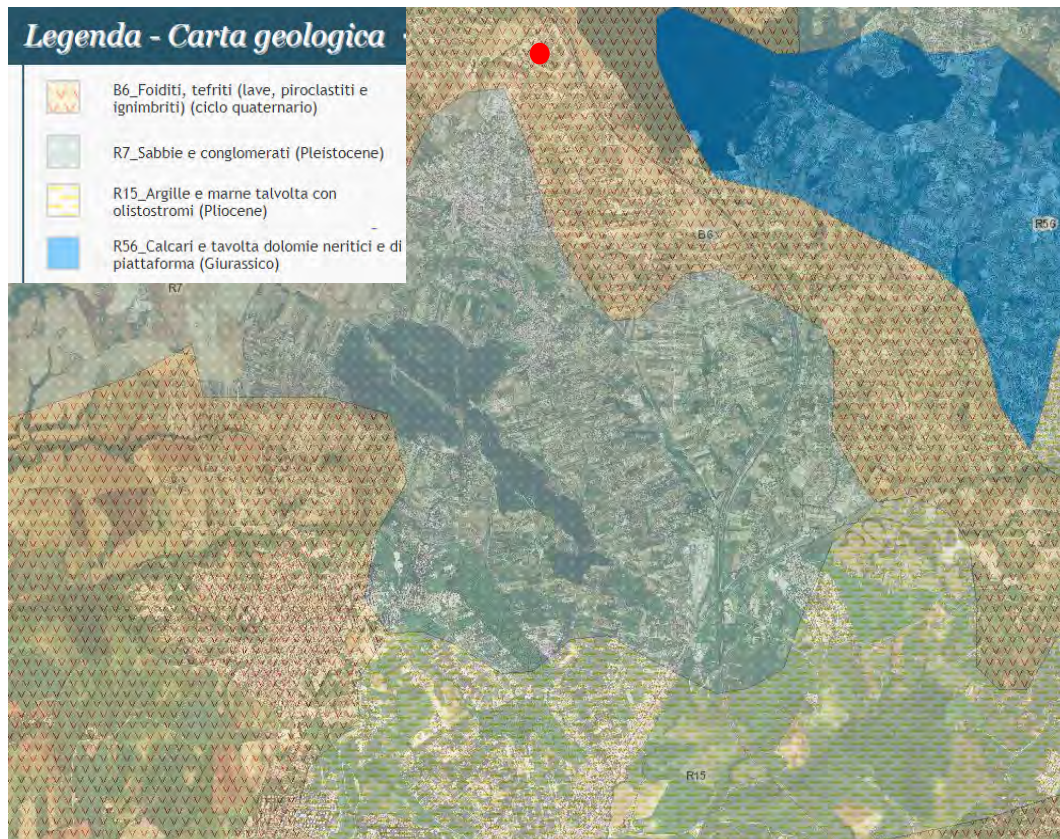 Legenda - Carta geologica
B6_Foiditi, tefriti (lave, piroclastiti e
ignimbriti) (ciclo quaternario)
R7_Sabbie e conglomerati (Pleistocene)
R15_Argille e marne talvolta con
olistostromi (Pliocene)
R56_Calcari e tavolta dolomie neritici e di
piattaforma (Giurassico)
R56
B6
R7
R15